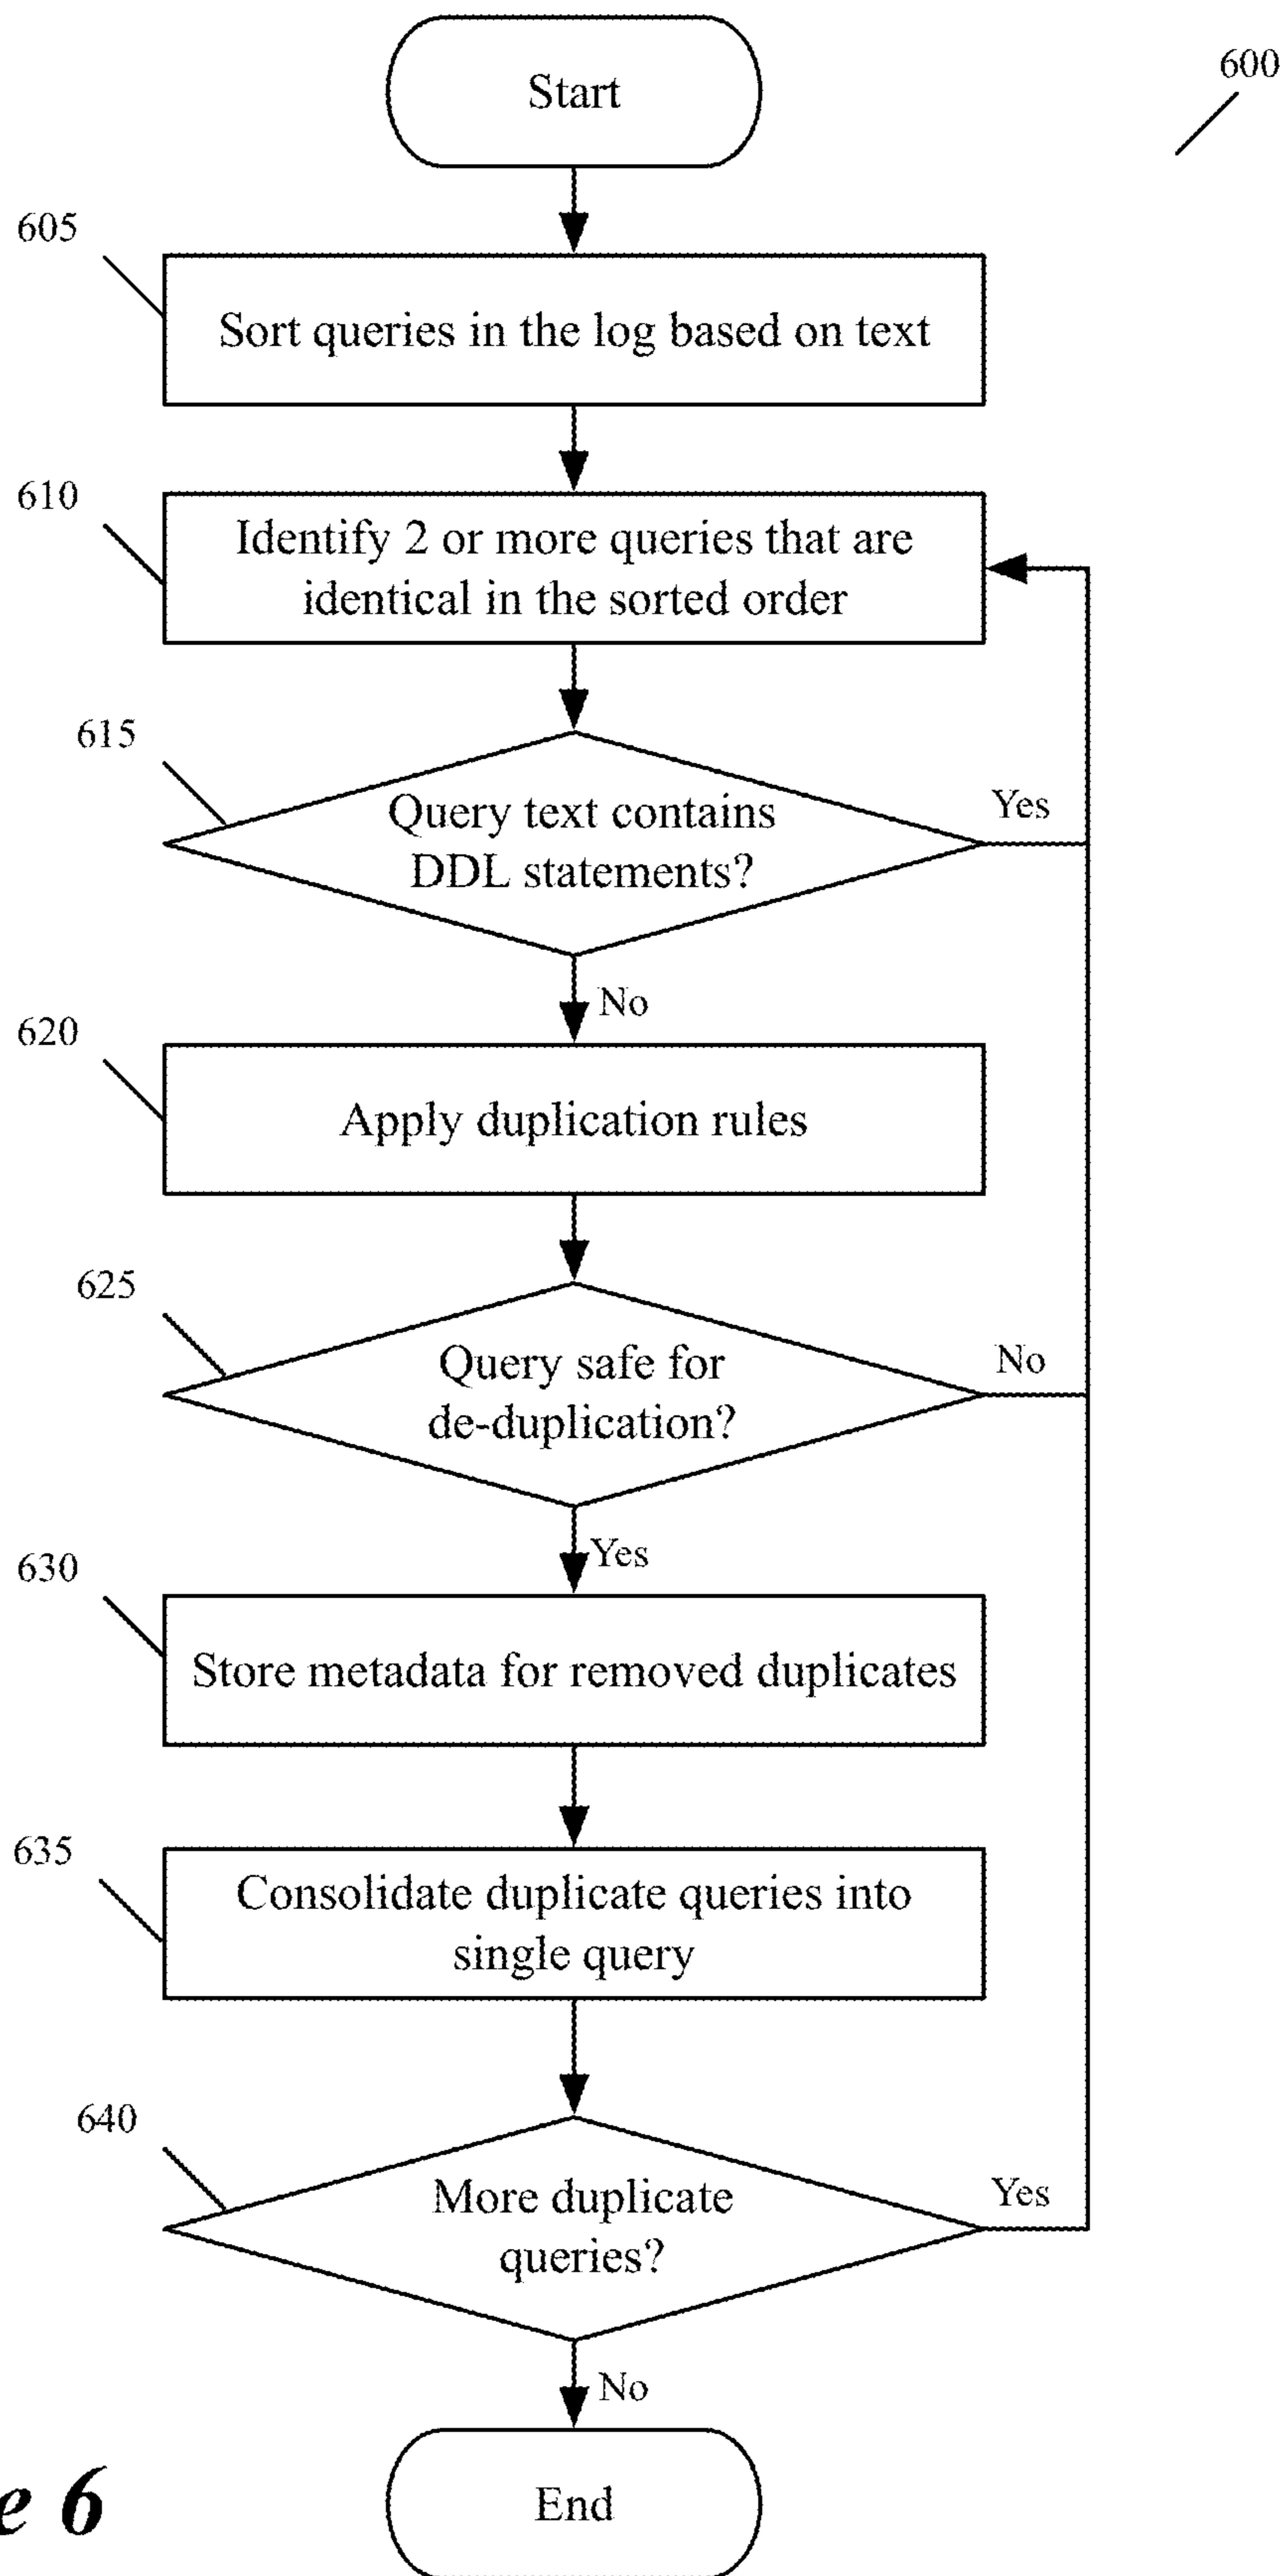 Start
600
605
Sort queries in the log based on text
610
Identify 2 or more queries that are
identical in the sorted order
615
Query text contains
DDL statements?
Yes
No
620
Apply duplication rules
625
Query safe for
de-duplication?
No
Yes
630
Store metadata for removed duplicates
635
Consolidate duplicate queries into
single query
640
More duplicate
queries?
Yes
No
End
e 6